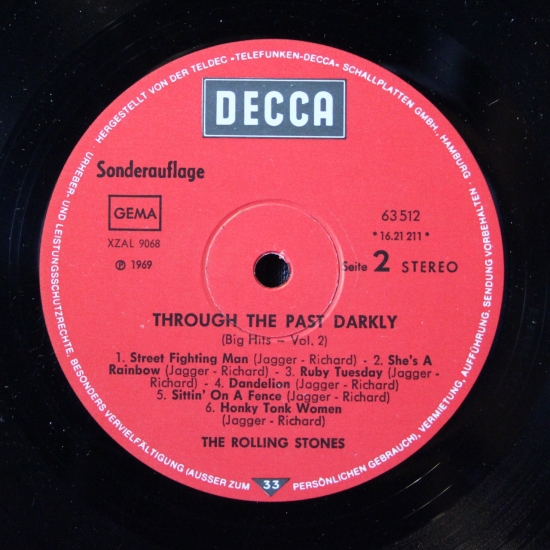 HERGESTELLT VON DER TELDEC »TELEFUNKEN-DECCA« SCHALLPLATTEN GMBH., HAMBURG
URHEBER- UND LEISTUNGSSCHUTZRECHTE, BESONDERS VERVIELFÄLTIGUNG (AUSSER ZUM PERSÖNLICHEN GEBRAUCH), VERMIETUNG, AUFFÜHRUNG, SENDUNG VORBEHALTEN
DECCA
Sonderauflage
GEMA
63 512
XZAL 9068
* 16.21 211 *
℗ 1969
Seite 2 STEREO
THROUGH THE PAST DARKLY
(Big Hits – Vol. 2)
1. Street Fighting Man (Jagger - Richard) - 2. She's A
Rainbow (Jagger - Richard) - 3. Ruby Tuesday (Jagger -
Richard) - 4. Dandelion (Jagger - Richard)
5. Sittin' On A Fence (Jagger - Richard)
6. Honky Tonk Women
(Jagger - Richard)
THE ROLLING STONES
33